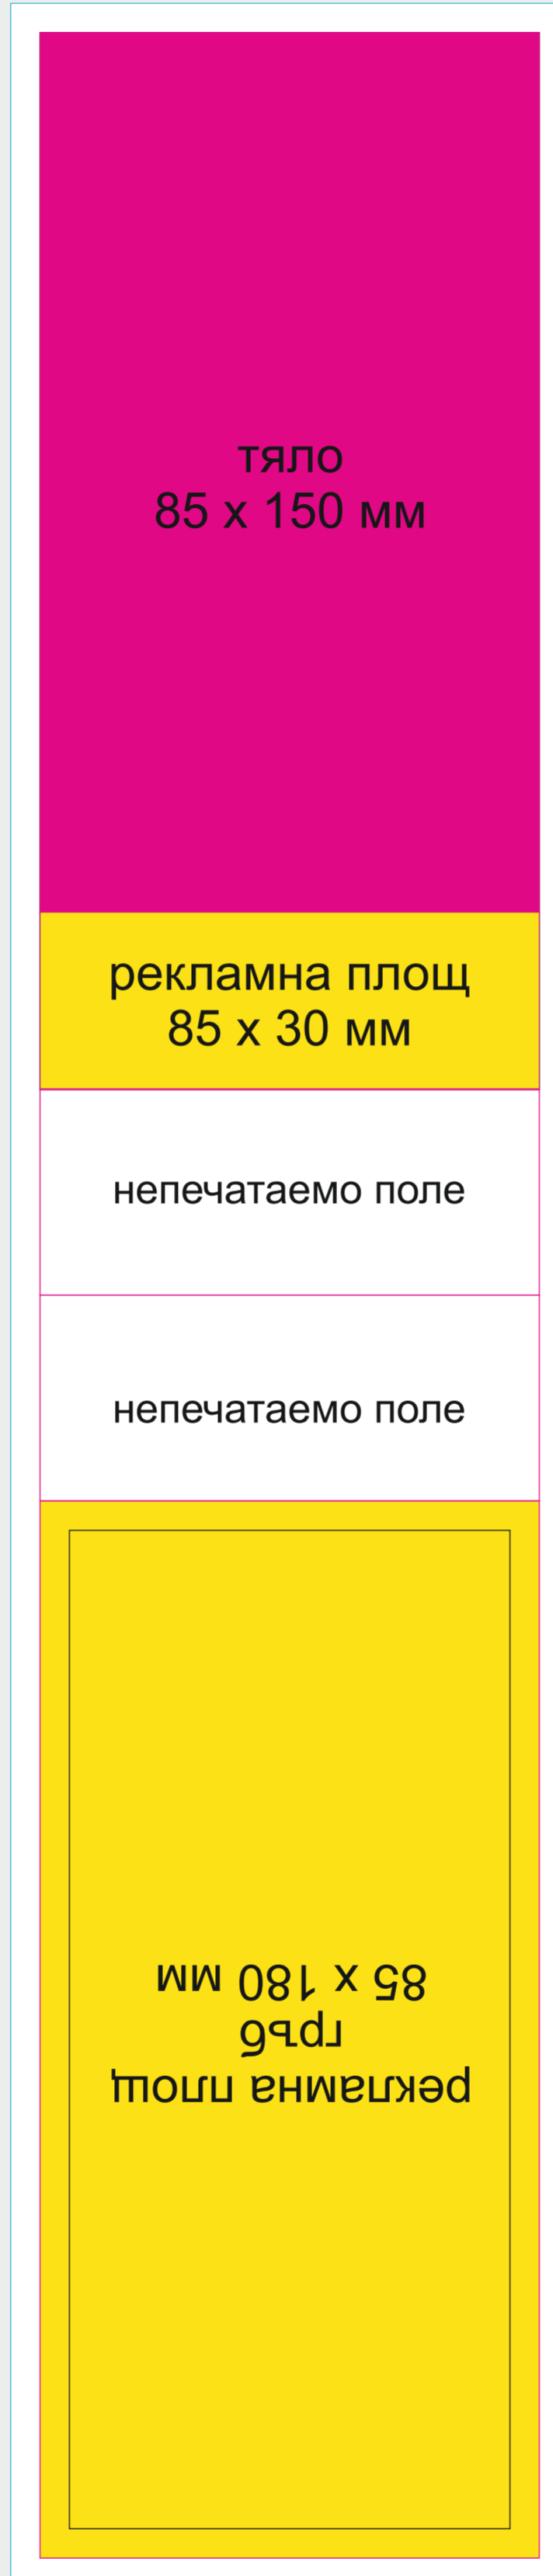 тяло
85 x 150 мм
рекламна площ
85 x 30 мм
непечатаемо поле
непечатаемо поле
рекламна площ
гръб
85 x 180 мм